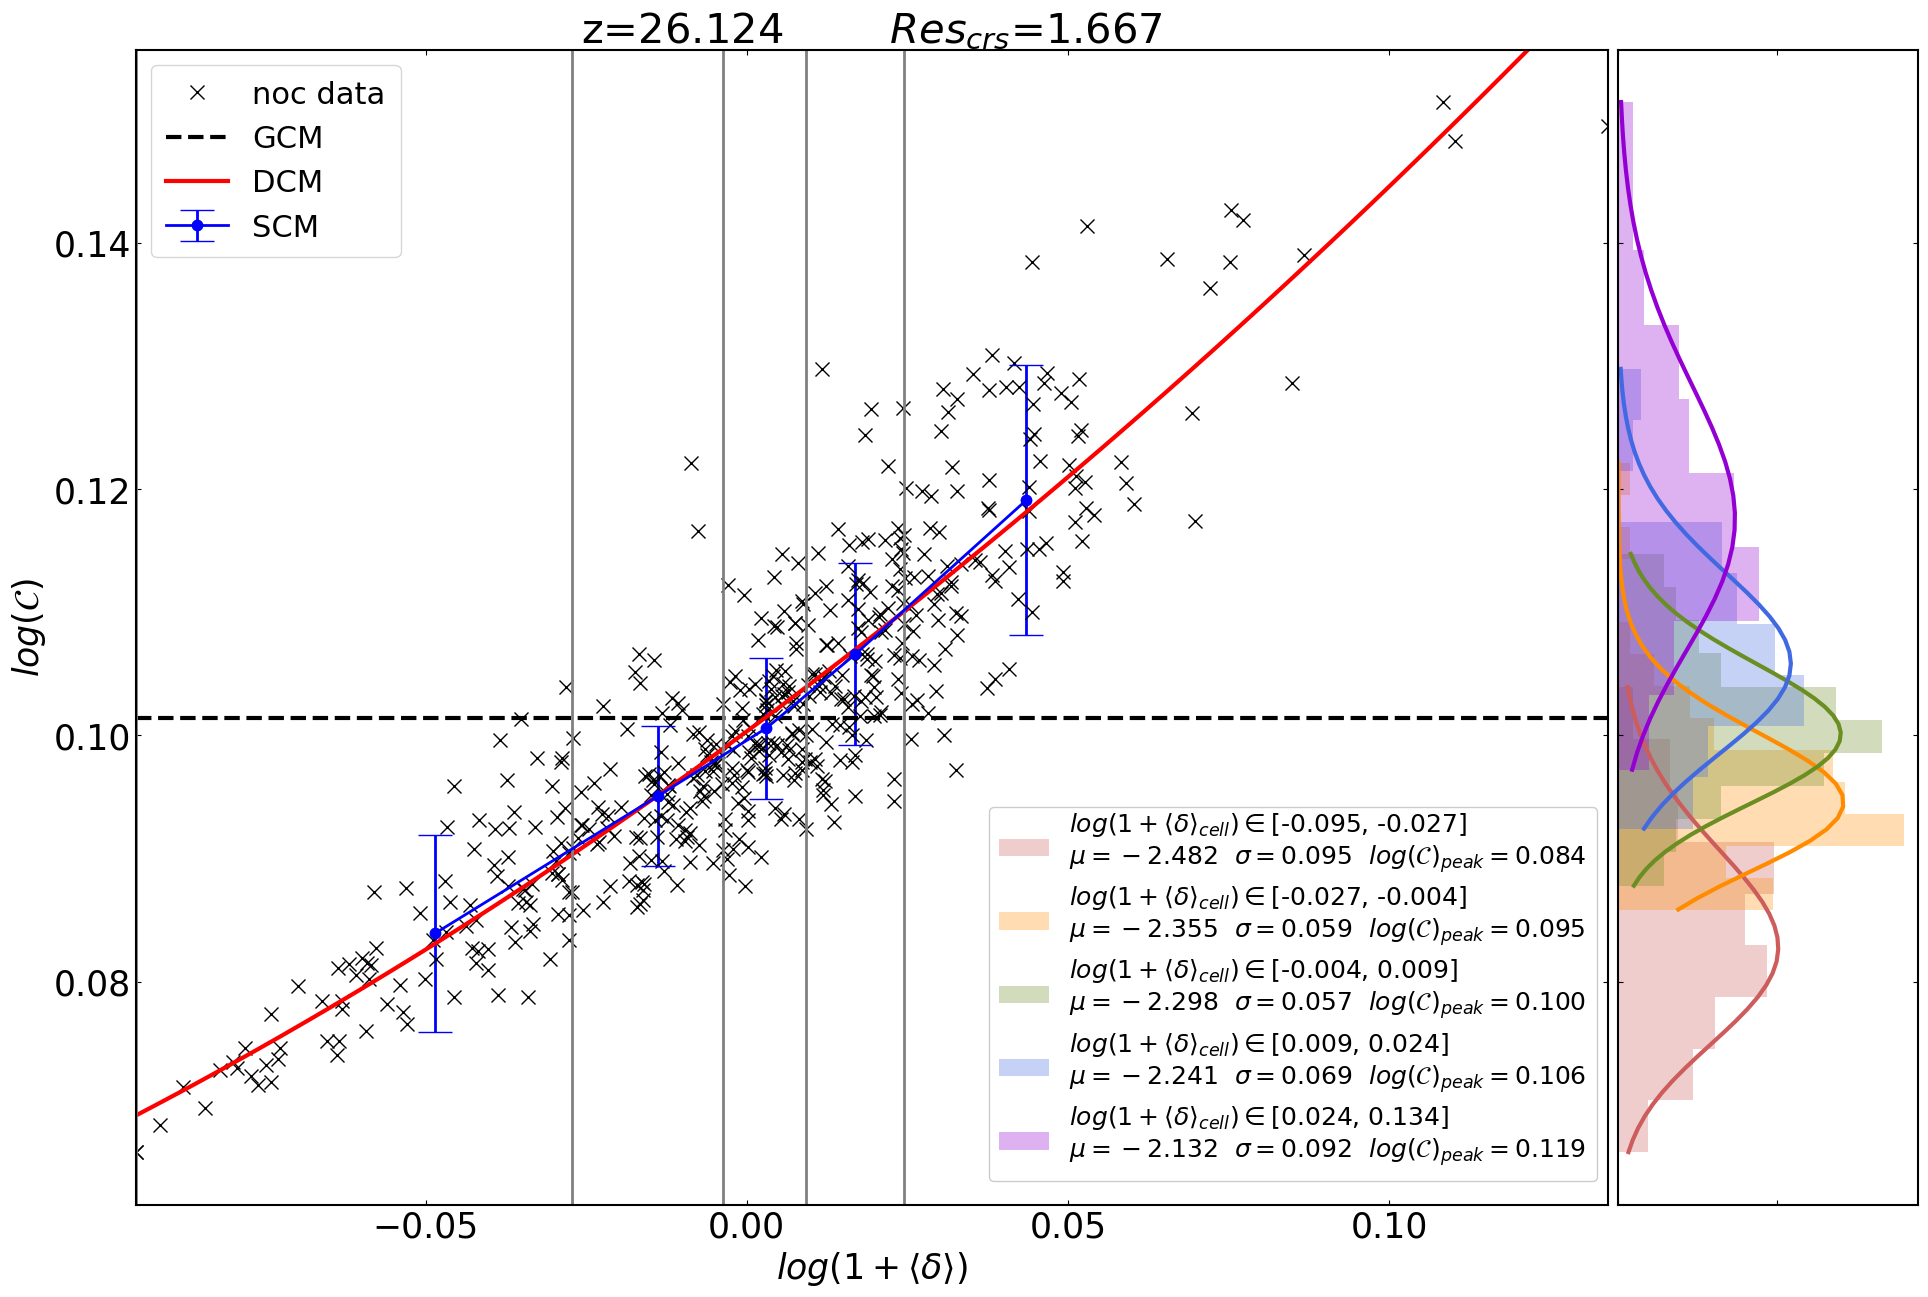 z=26.124 Res_crs=1.667
noc data
GCM
DCM
SCM
0.14
0.12
0.10
0.08
log(𝒞)
log(1 + ⟨δ⟩_cell) ∈ [-0.095, -0.027]
μ = −2.482 σ = 0.095 log(𝒞)_peak = 0.084
log(1 + ⟨δ⟩_cell) ∈ [-0.027, -0.004]
μ = −2.355 σ = 0.059 log(𝒞)_peak = 0.095
log(1 + ⟨δ⟩_cell) ∈ [-0.004, 0.009]
μ = −2.298 σ = 0.057 log(𝒞)_peak = 0.100
log(1 + ⟨δ⟩_cell) ∈ [0.009, 0.024]
μ = −2.241 σ = 0.069 log(𝒞)_peak = 0.106
log(1 + ⟨δ⟩_cell) ∈ [0.024, 0.134]
μ = −2.132 σ = 0.092 log(𝒞)_peak = 0.119
−0.05 0.00 0.05 0.10
log(1 + ⟨δ⟩)